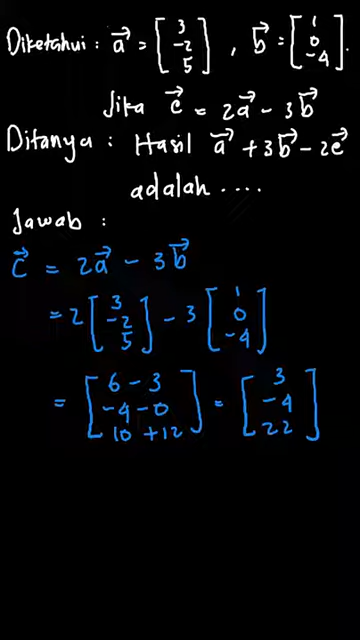 Diketahui : a⃗ = [3 -2 5] , b⃗ = [1 0 -4].
Jika c⃗ = 2a⃗ - 3b⃗
Ditanya : Hasil a⃗ + 3b⃗ - 2c⃗
adalah ....
Jawab :
c⃗ = 2a⃗ - 3b⃗
= 2 [3 -2 5] - 3 [1 0 -4]
= [6 - 3 -4 - 0 10 + 12] = [3 -4 22]